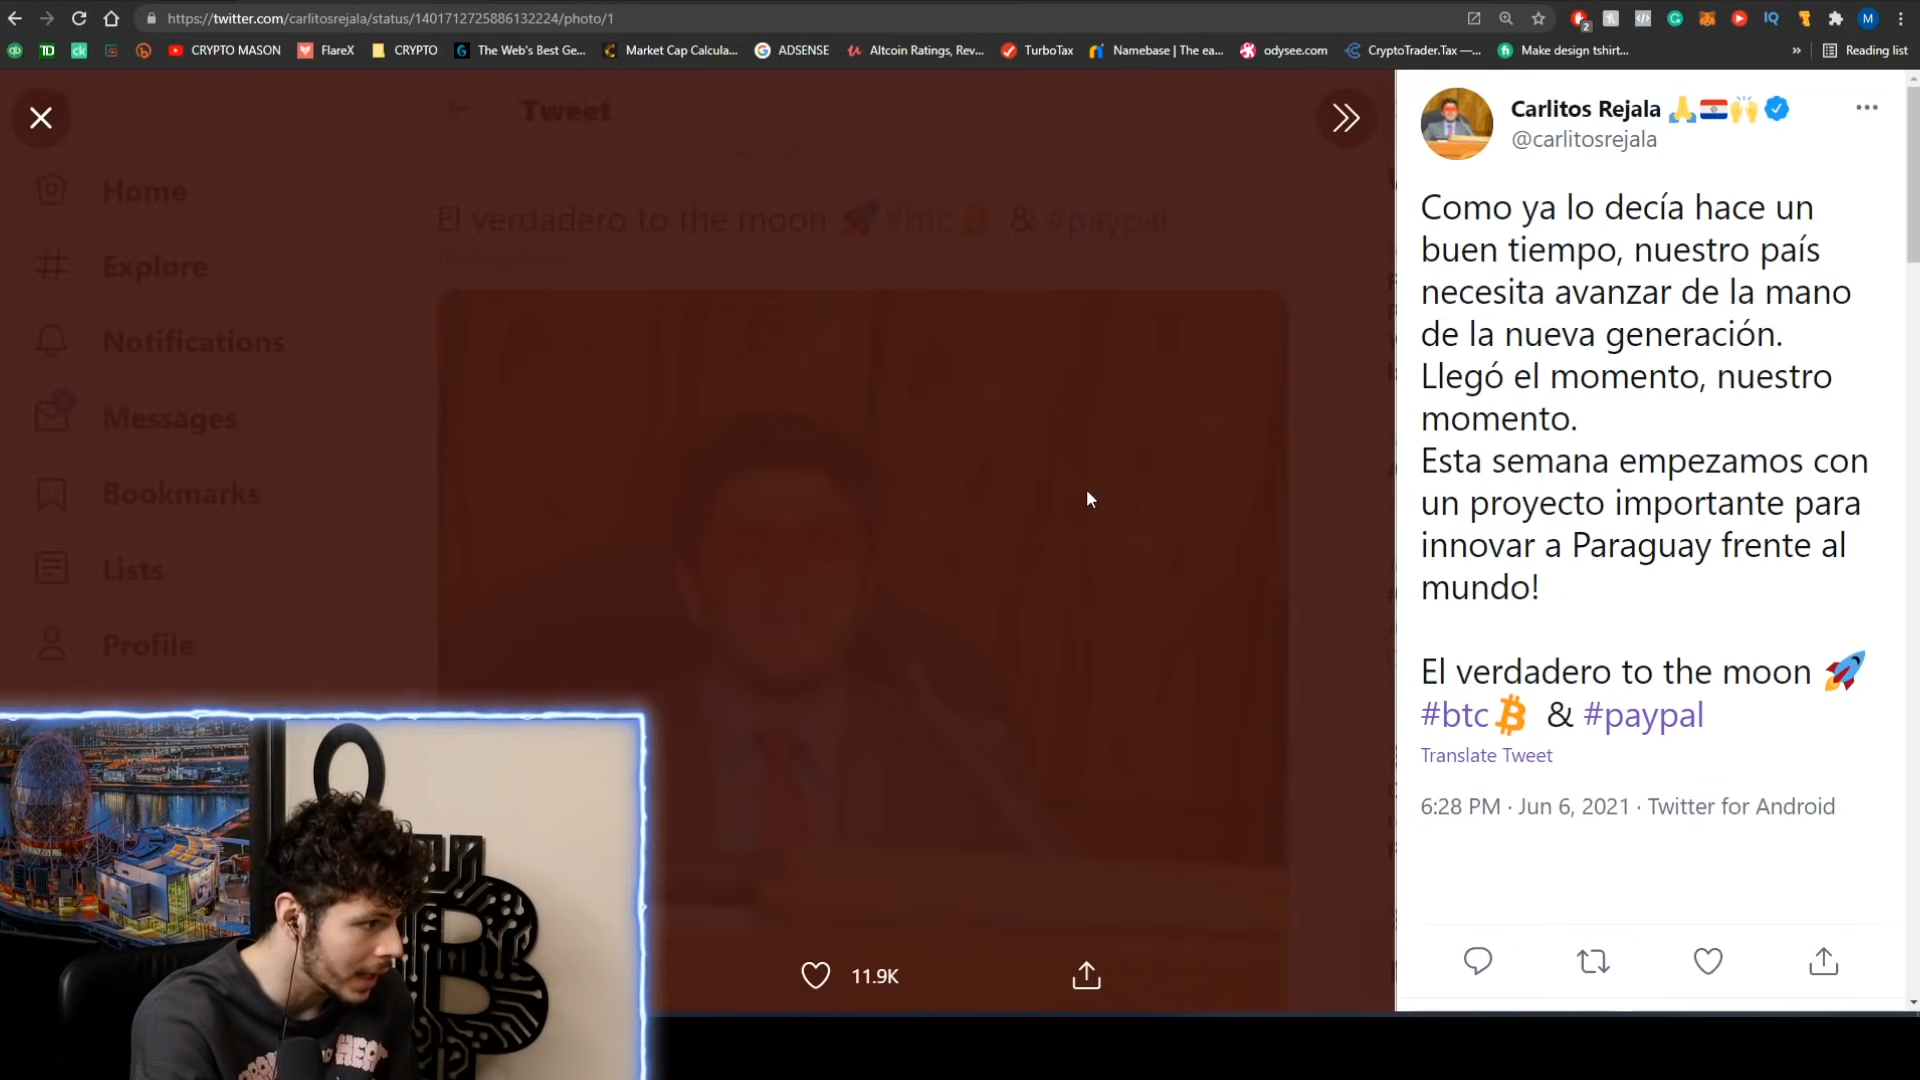 https://twitter.com/carlitosrejala/status/1401712725886132224/photo/1
CRYPTO MASON
FlareX
CRYPTO
The Web's Best Ge...
Market Cap Calcula...
ADSENSE
Altcoin Ratings, Rev...
TurboTax
Namebase | The ea...
odysee.com
CryptoTrader.Tax —...
Make design tshirt...
»
Reading list
Tweet
Home
Explore
Notifications
Messages
Bookmarks
Lists
Profile
El verdadero to the moon 🚀 #btc & #paypal
11.9K
Carlitos Rejala 🙏🇵🇾🙌
@carlitosrejala
Como ya lo decía hace un
buen tiempo, nuestro país
necesita avanzar de la mano
de la nueva generación.
Llegó el momento, nuestro
momento.
Esta semana empezamos con
un proyecto importante para
innovar a Paraguay frente al
mundo!
El verdadero to the moon 🚀
#btc & #paypal
Translate Tweet
6:28 PM · Jun 6, 2021 · Twitter for Android